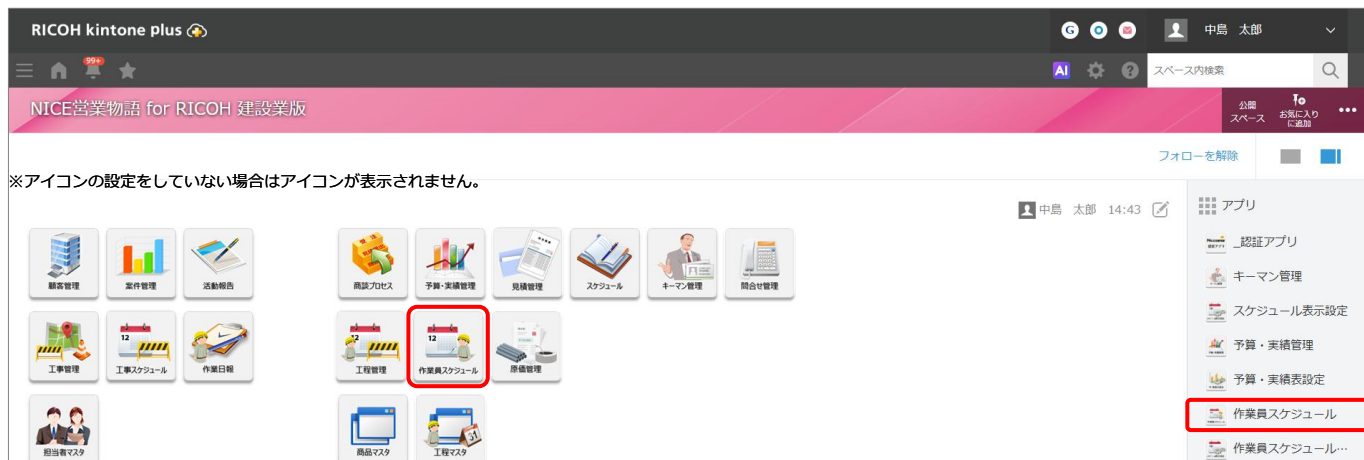 RICOH kintone plus
G
中島 太郎
99+
AI
スペース内検索
NICE営業物語 for RICOH 建設業版
公開
スペース
お気に入り
に追加
フォローを解除
※アイコンの設定をしていない場合はアイコンが表示されません。
中島 太郎 14:43
アプリ
顧客管理
案件管理
活動報告
商談プロセス
予算・実績管理
見積管理
スケジュール
キーマン管理
問合せ管理
_認証アプリ
キーマン管理
スケジュール表示設定
12
工事管理
工事スケジュール
作業日報
12
12
工程管理
作業員スケジュール
原価管理
予算・実績管理
予算・実績表設定
作業員スケジュール
作業員スケジュール…
31
担当者マスタ
商品マスタ
工程マスタ